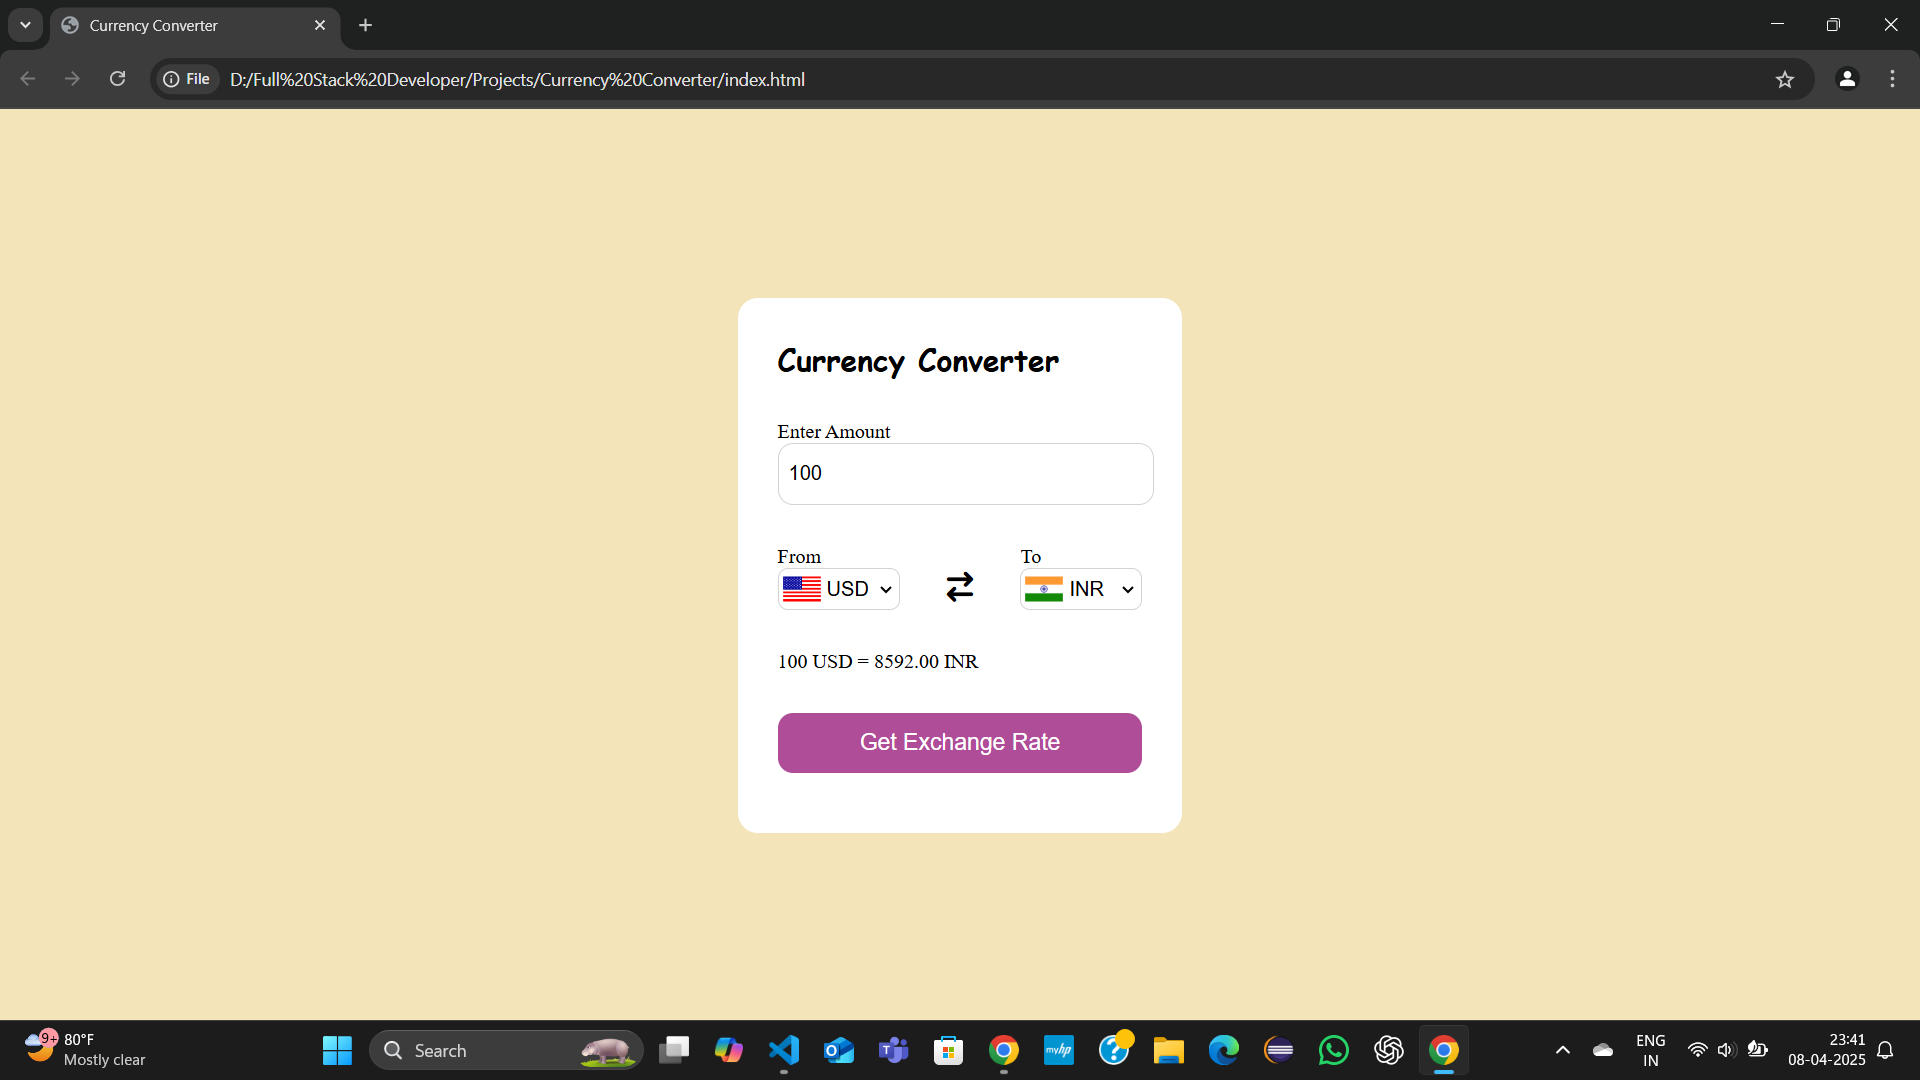 Currency Converter
File
D:/Full%20Stack%20Developer/Projects/Currency%20Converter/index.html
Currency Converter
Enter Amount
100
From
To
USD
INR
100 USD = 8592.00 INR
Get Exchange Rate
9+
80°F
Mostly clear
Search
myhp
ENG
IN
23:41
08-04-2025